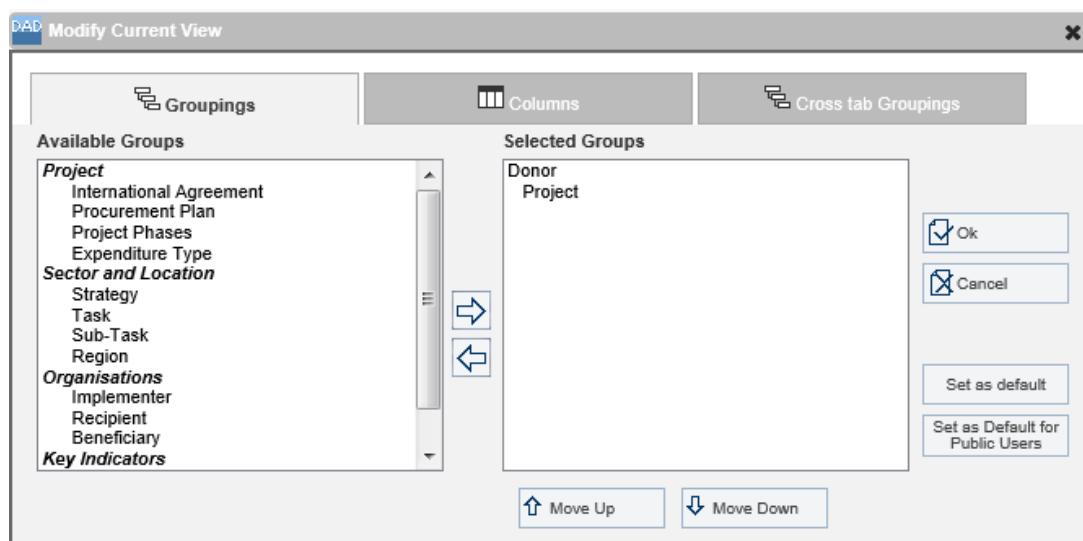 DAD Modify Current View
Groupings
Columns
Cross tab Groupings
Available Groups
Project
International Agreement
Procurement Plan
Project Phases
Expenditure Type
Sector and Location
Strategy
Task
Sub-Task
Region
Organisations
Implementer
Recipient
Beneficiary
Key Indicators
Selected Groups
Donor
Project
Ok
Cancel
Set as default
Set as Default for
Public Users
Move Up
Move Down